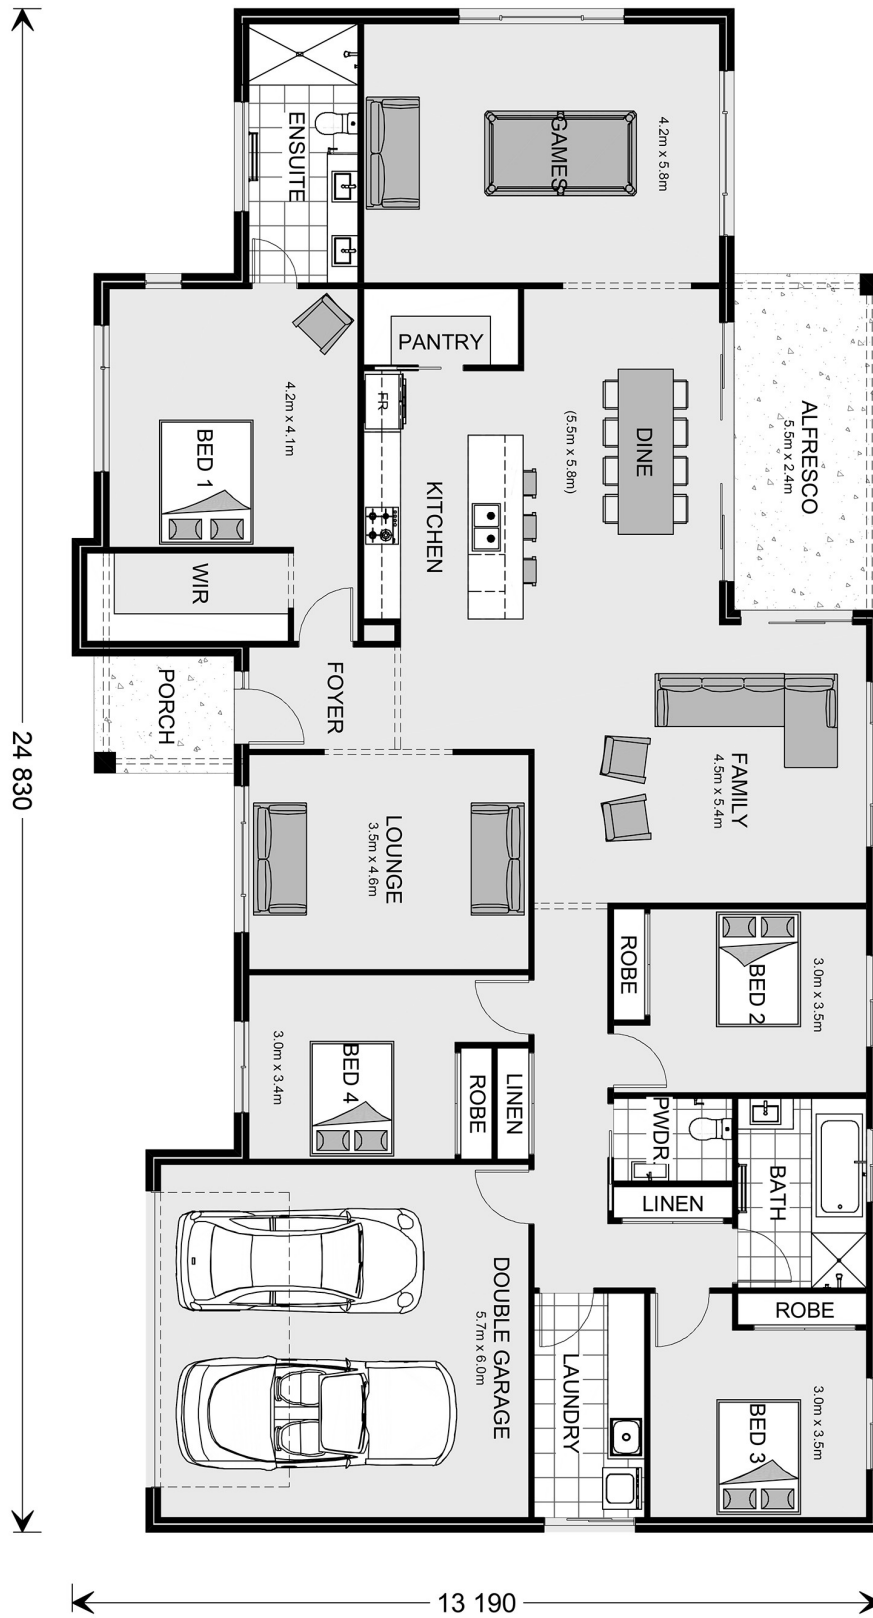 GAMES
4.2m x 5.8m
ENSUITE
PANTRY
FR
4.2m x 4.1m
BED 1
(5.5m x 5.8m)
DINE
ALFRESCO
5.5m x 2.4m
KITCHEN
WIR
PORCH
FOYER
24 830
FAMILY
4.5m x 5.4m
LOUNGE
3.5m x 4.6m
ROBE
BED 2
3.0m x 3.5m
3.0m x 3.4m
BED 4
ROBE
LINEN
PWDR.
BATH
LINEN
DOUBLE GARAGE
5.7m x 6.0m
ROBE
LAUNDRY
BED 3
3.0m x 3.5m
13 190